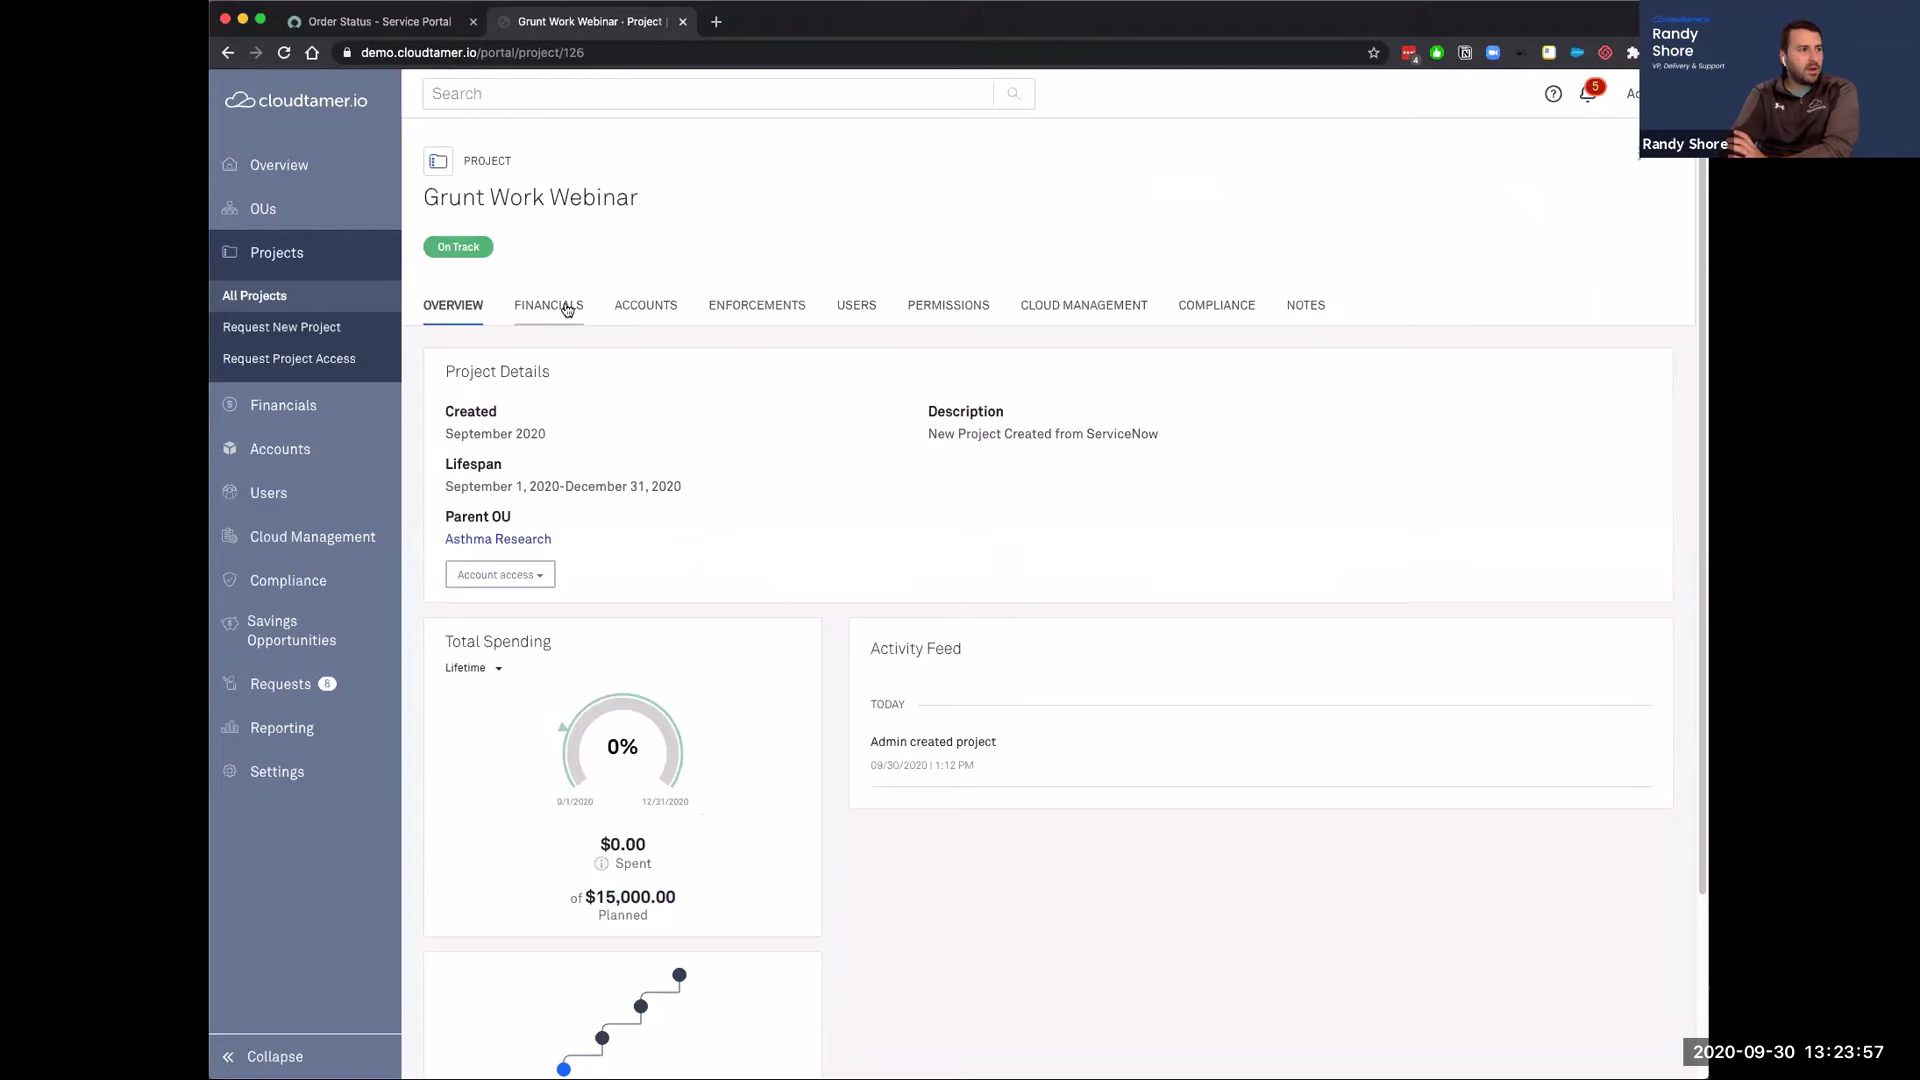 Order Status - Service Portal
Grunt Work Webinar · Project
demo.cloudtamer.io/portal/project/126
4
cloudtamer.io
Randy
Shore
VP, Delivery & Support
Randy Shore
cloudtamer.io
Search
5
Overview
OUs
Projects
All Projects
Request New Project
Request Project Access
Financials
Accounts
Users
Cloud Management
Compliance
Savings
Opportunities
Requests 8
Reporting
Settings
Collapse
PROJECT
Grunt Work Webinar
On Track
OVERVIEW FINANCIALS ACCOUNTS ENFORCEMENTS USERS PERMISSIONS CLOUD MANAGEMENT COMPLIANCE NOTES
Project Details
Created
September 2020
Lifespan
September 1, 2020-December 31, 2020
Parent OU
Asthma Research
Account access
Description
New Project Created from ServiceNow
Total Spending
Lifetime
0%
9/1/2020 12/31/2020
$0.00
Spent
of $15,000.00
Planned
Activity Feed
TODAY
Admin created project
09/30/2020 | 1:12 PM
2020-09-30 13:23:57